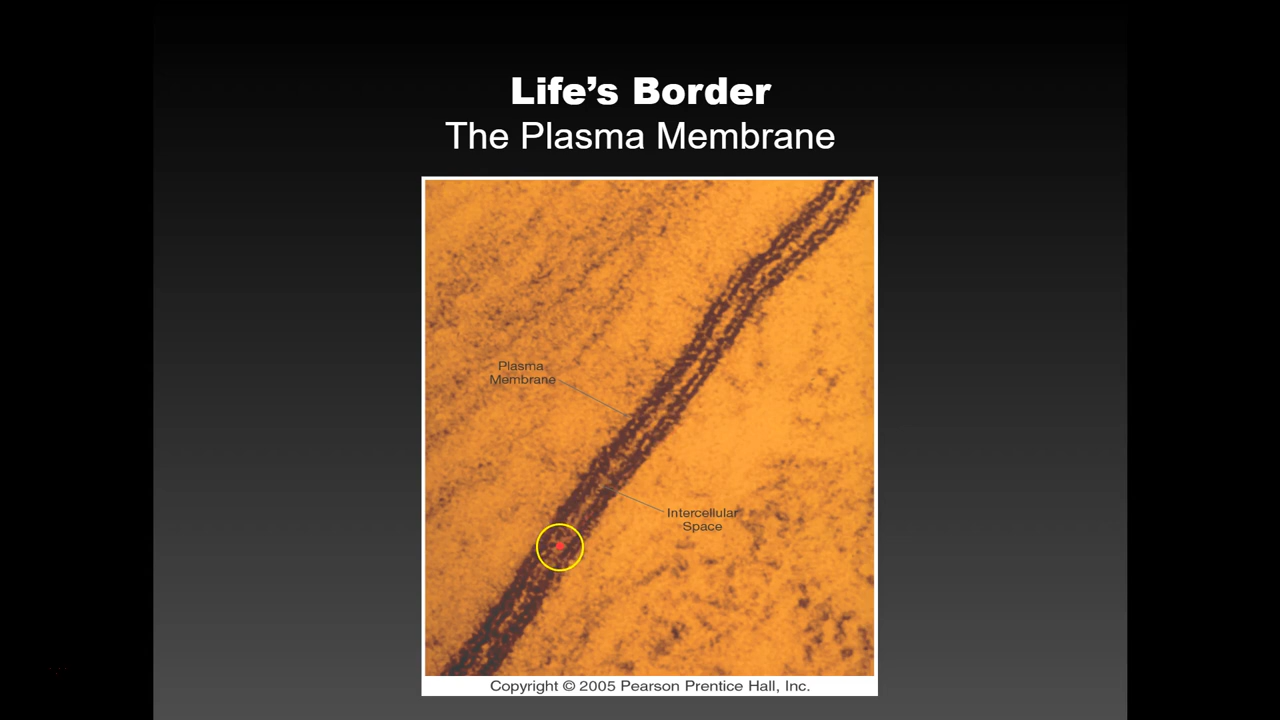 Life’s Border
The Plasma Membrane
Plasma
Membrane
Intercellular
Space
Copyright © 2005 Pearson Prentice Hall, Inc.